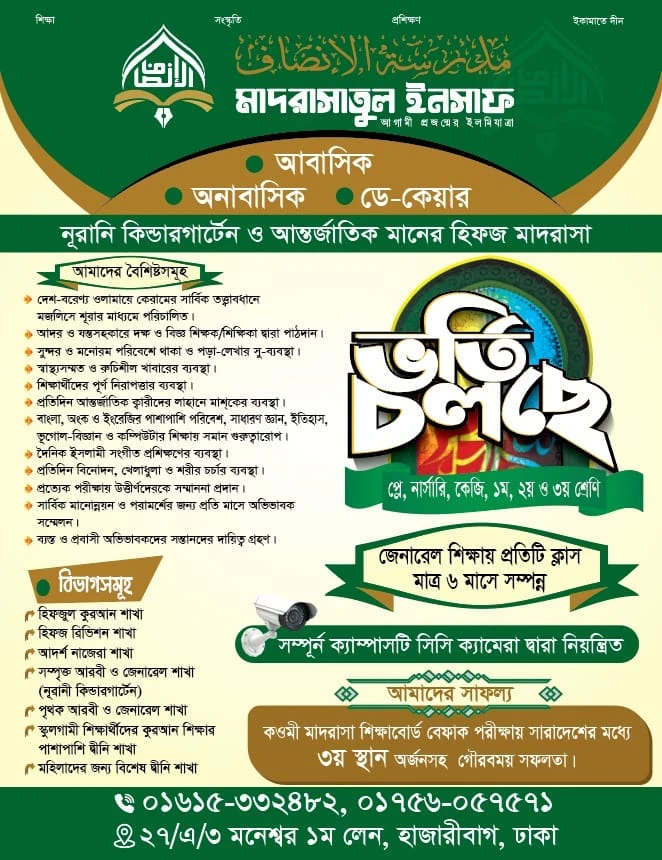 শিক্ষা
সংস্কৃতি
প্রশিক্ষণ
ইকামাতে দীন
الإنصاف
مدرسة الإنصاف
মাদরাসাতুল ইনসাফ
আগামী প্রজন্মের ইলমিযাত্রা
আবাসিক
অনাবাসিক
ডে-কেয়ার
নূরানি কিন্ডারগার্টেন ও আন্তর্জাতিক মানের হিফজ মাদরাসা
আমাদের বৈশিষ্টসমূহ
দেশ-বরেণ্য ওলামায়ে কেরামের সার্বিক তত্ত্বাবধানে
মজলিসে শূরার মাধ্যমে পরিচালিত।
আদর ও যত্নসহকারে দক্ষ ও বিজ্ঞ শিক্ষক/শিক্ষিকা দ্বারা পাঠদান।
সুন্দর ও মনোরম পরিবেশে থাকা ও পড়া-লেখার সু-ব্যবস্থা।
স্বাস্থ্যসম্মত ও রুচিশীল খাবারের ব্যবস্থা।
শিক্ষার্থীদের পূর্ণ নিরাপত্তার ব্যবস্থা।
প্রতিদিন আন্তর্জাতিক ক্বারীদের লাহানে মাশ্‌কের ব্যবস্থা।
বাংলা, অংক ও ইংরেজির পাশাপাশি পরিবেশ, সাধারণ জ্ঞান, ইতিহাস,
ভূগোল-বিজ্ঞান ও কম্পিউটার শিক্ষায় সমান গুরুত্বারোপ।
দৈনিক ইসলামী সংগীত প্রশিক্ষণের ব্যবস্থা।
প্রতিদিন বিনোদন, খেলাধুলা ও শরীর চর্চার ব্যবস্থা।
প্রত্যেক পরীক্ষায় উত্তীর্ণদেরকে সম্মাননা প্রদান।
সার্বিক মানোন্নয়ন ও পরামর্শের জন্য প্রতি মাসে অভিভাবক
সম্মেলন।
ব্যস্ত ও প্রবাসী অভিভাবকদের সন্তানদের দায়িত্ব গ্রহণ।
ভর্তি
চলছে
প্লে, নার্সারি, কেজি, ১ম, ২য় ও ৩য় শ্রেণি
জেনারেল শিক্ষায় প্রতিটি ক্লাস
মাত্র ৬ মাসে সম্পন্ন
বিভাগসমূহ
হিফজুল কুরআন শাখা
হিফজ রিভিশন শাখা
আদর্শ নাজেরা শাখা
সম্পৃক্ত আরবী ও জেনারেল শাখা
(নূরানী কিন্ডারগার্টেন)
পৃথক আরবী ও জেনারেল শাখা
স্কুলগামী শিক্ষার্থীদের কুরআন শিক্ষার
পাশাপাশি দ্বীনি শাখা
মহিলাদের জন্য বিশেষ দ্বীনি শাখা
সম্পূর্ন ক্যাম্পাসটি সিসি ক্যামেরা দ্বারা নিয়ন্ত্রিত
আমাদের সাফল্য
কওমী মাদরাসা শিক্ষাবোর্ড বেফাক পরীক্ষায় সারাদেশের মধ্যে
৩য় স্থান অর্জনসহ গৌরবময় সফলতা।
০১৬১৫-৩৩২৪৮২, ০১৭৫৬-০৫৭৫৭১
২৭/এ/৩ মনেশ্বর ১ম লেন, হাজারীবাগ, ঢাকা